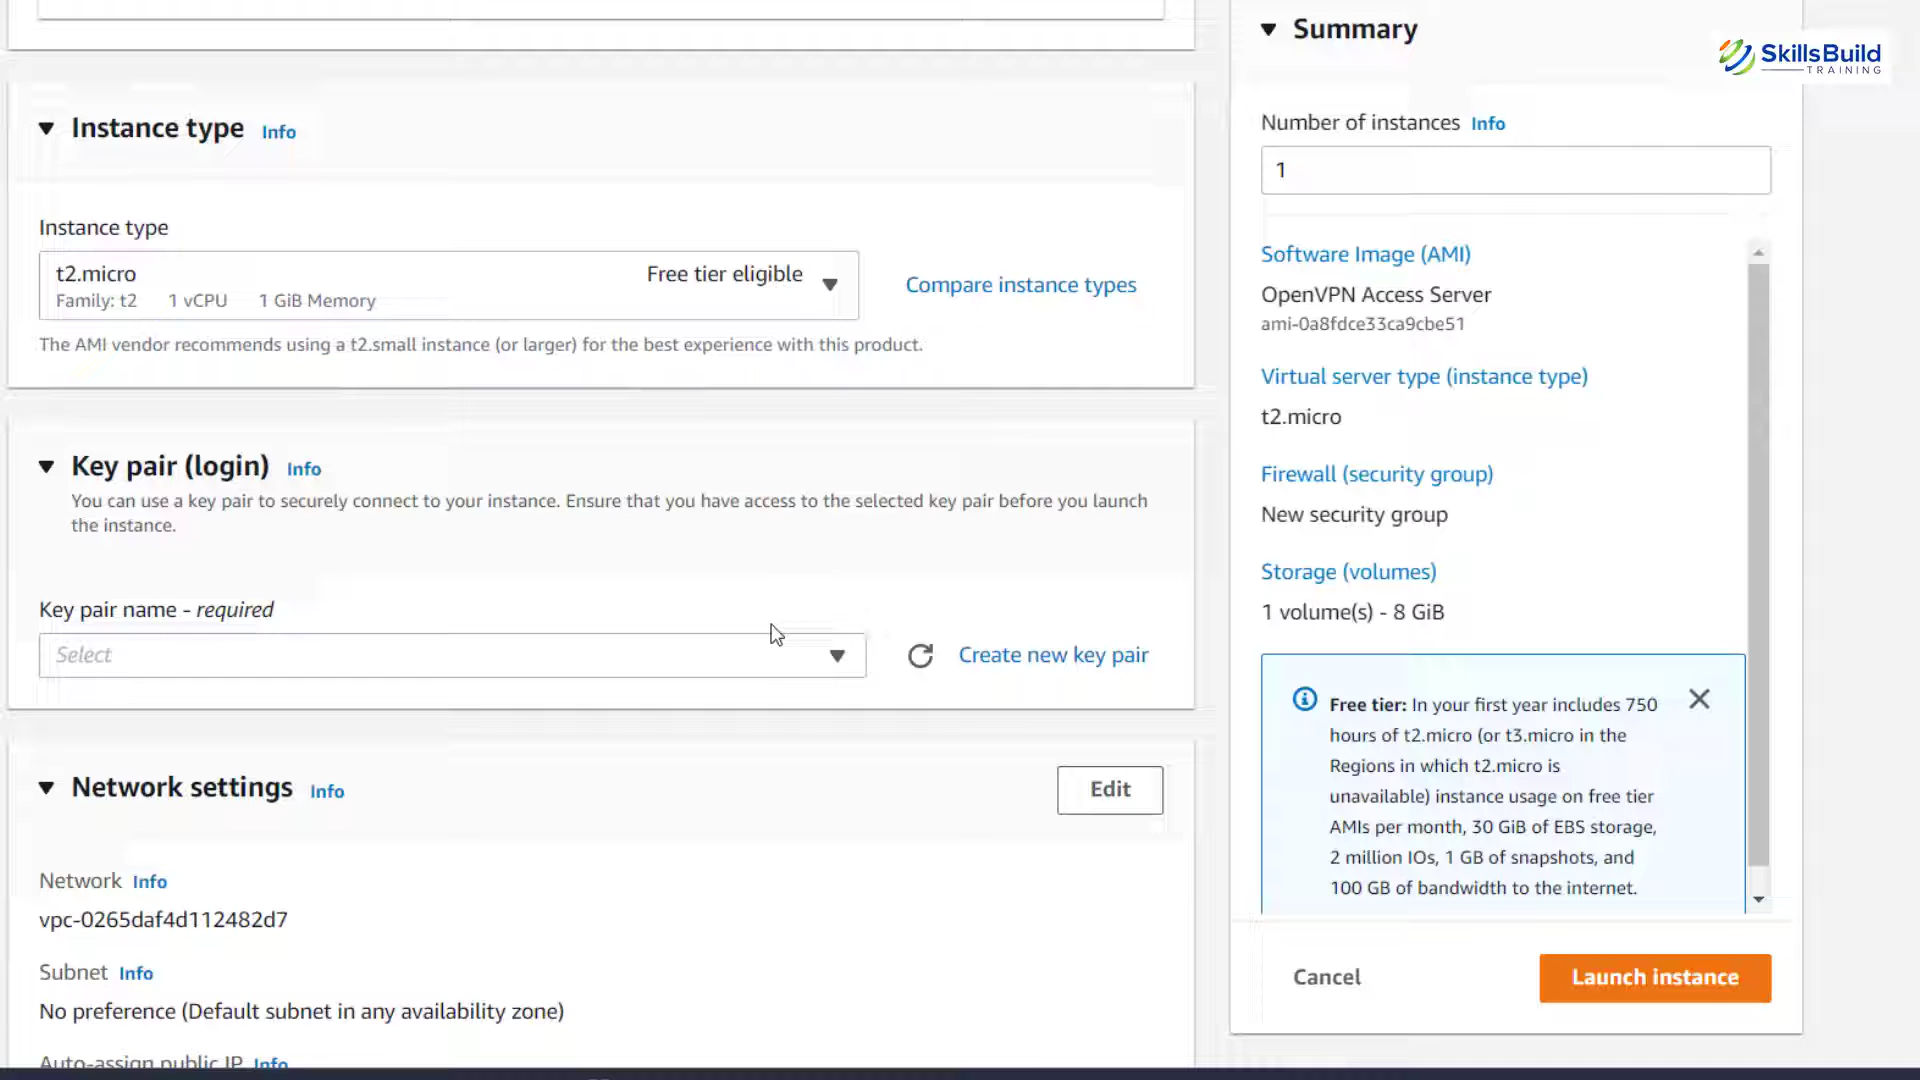 Summary
SkillsBuild
TRAINING
Instance type Info
Instance type
t2.micro
Free tier eligible
Family: t2 1 vCPU 1 GiB Memory
Compare instance types
The AMI vendor recommends using a t2.small instance (or larger) for the best experience with this product.
Key pair (login) Info
You can use a key pair to securely connect to your instance. Ensure that you have access to the selected key pair before you launch
the instance.
Key pair name - required
Select
Create new key pair
Network settings Info
Edit
Network Info
vpc-0265daf4d112482d7
Subnet Info
No preference (Default subnet in any availability zone)
Auto-assign public IP Info
Number of instances Info
1
Software Image (AMI)
OpenVPN Access Server
ami-0a8fdce33ca9cbe51
Virtual server type (instance type)
t2.micro
Firewall (security group)
New security group
Storage (volumes)
1 volume(s) - 8 GiB
Free tier: In your first year includes 750
hours of t2.micro (or t3.micro in the
Regions in which t2.micro is
unavailable) instance usage on free tier
AMIs per month, 30 GiB of EBS storage,
2 million IOs, 1 GB of snapshots, and
100 GB of bandwidth to the internet.
Cancel
Launch instance